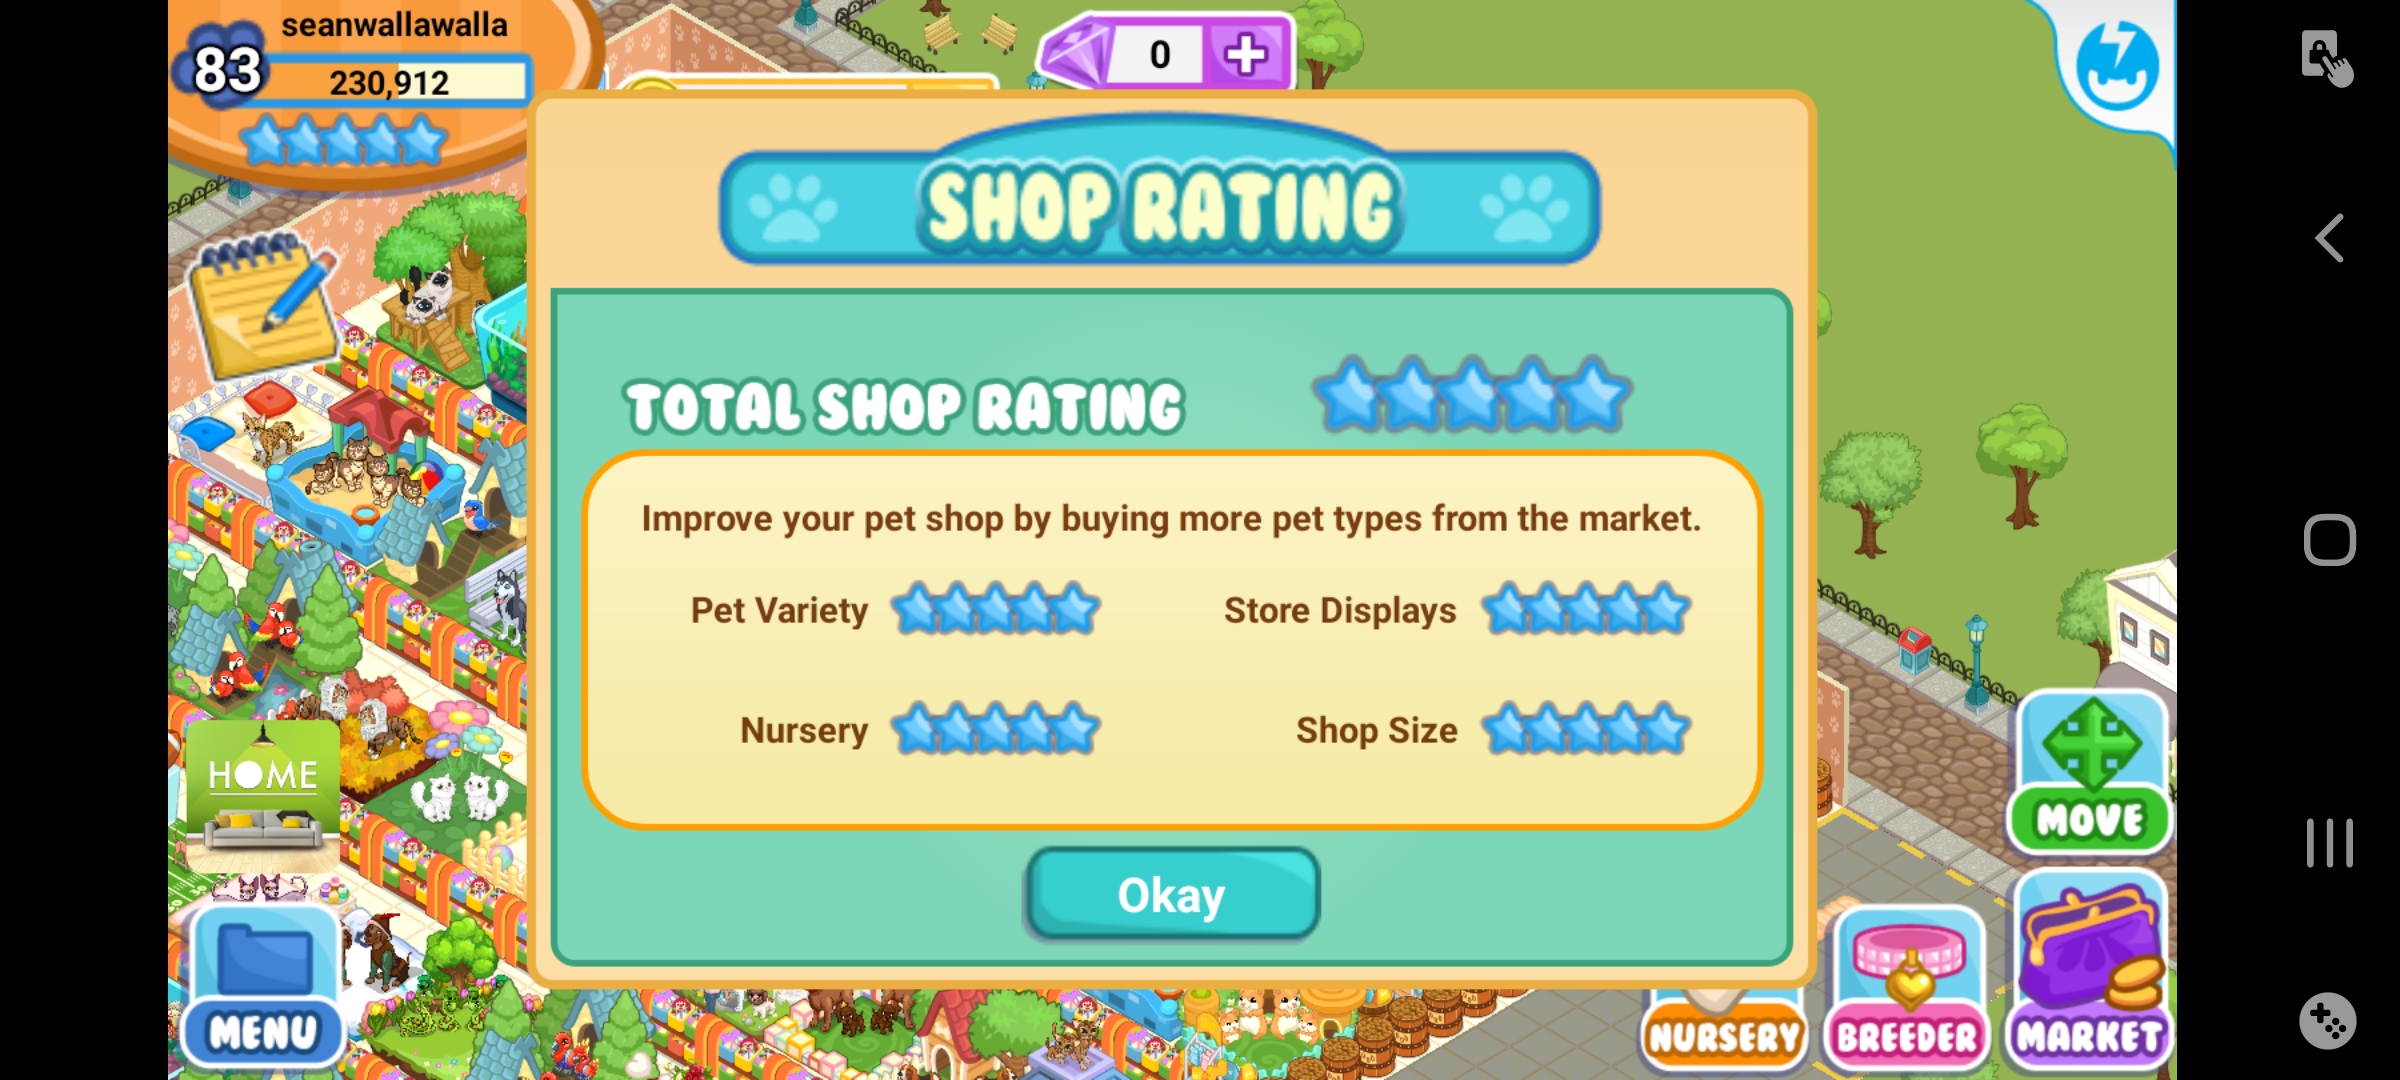 seanwallawalla
83
230,912
0
SHOP RATING
TOTAL SHOP RATING
Improve your pet shop by buying more pet types from the market.
Pet Variety
Store Displays
Nursery
Shop Size
Okay
HOME
MENU
MOVE
NURSERY
BREEDER
MARKET